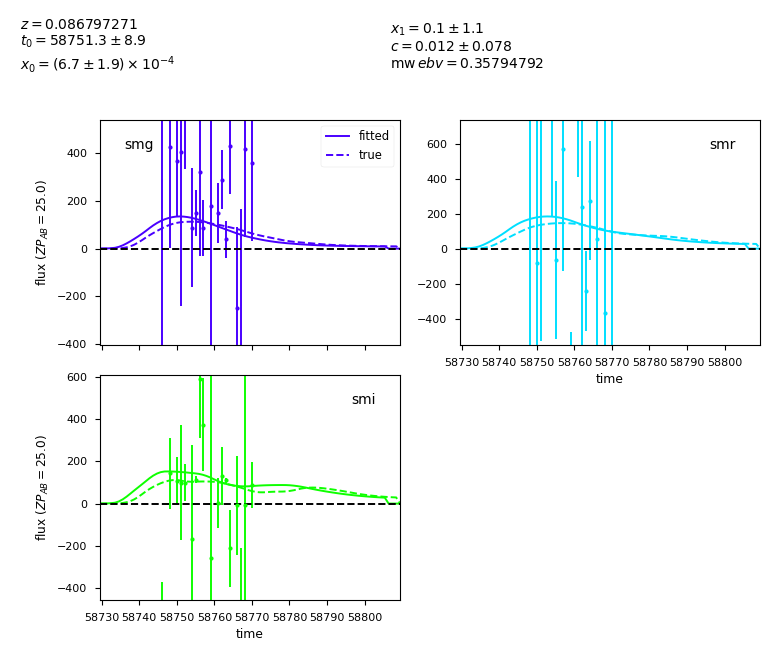 z = 0.086797271
t₀ = 58751.3 ± 8.9
x₀ = (6.7 ± 1.9) × 10⁻⁴
x₁ = 0.1 ± 1.1
c = 0.012 ± 0.078
mw ebv = 0.35794792
smg
fitted
true
flux (ZP_AB = 25.0)
400
200
0
−200
−400
smr
600
400
200
0
−200
−400
58730 58740 58750 58760 58770 58780 58790 58800
time
smi
flux (ZP_AB = 25.0)
600
400
200
0
−200
−400
58730 58740 58750 58760 58770 58780 58790 58800
time